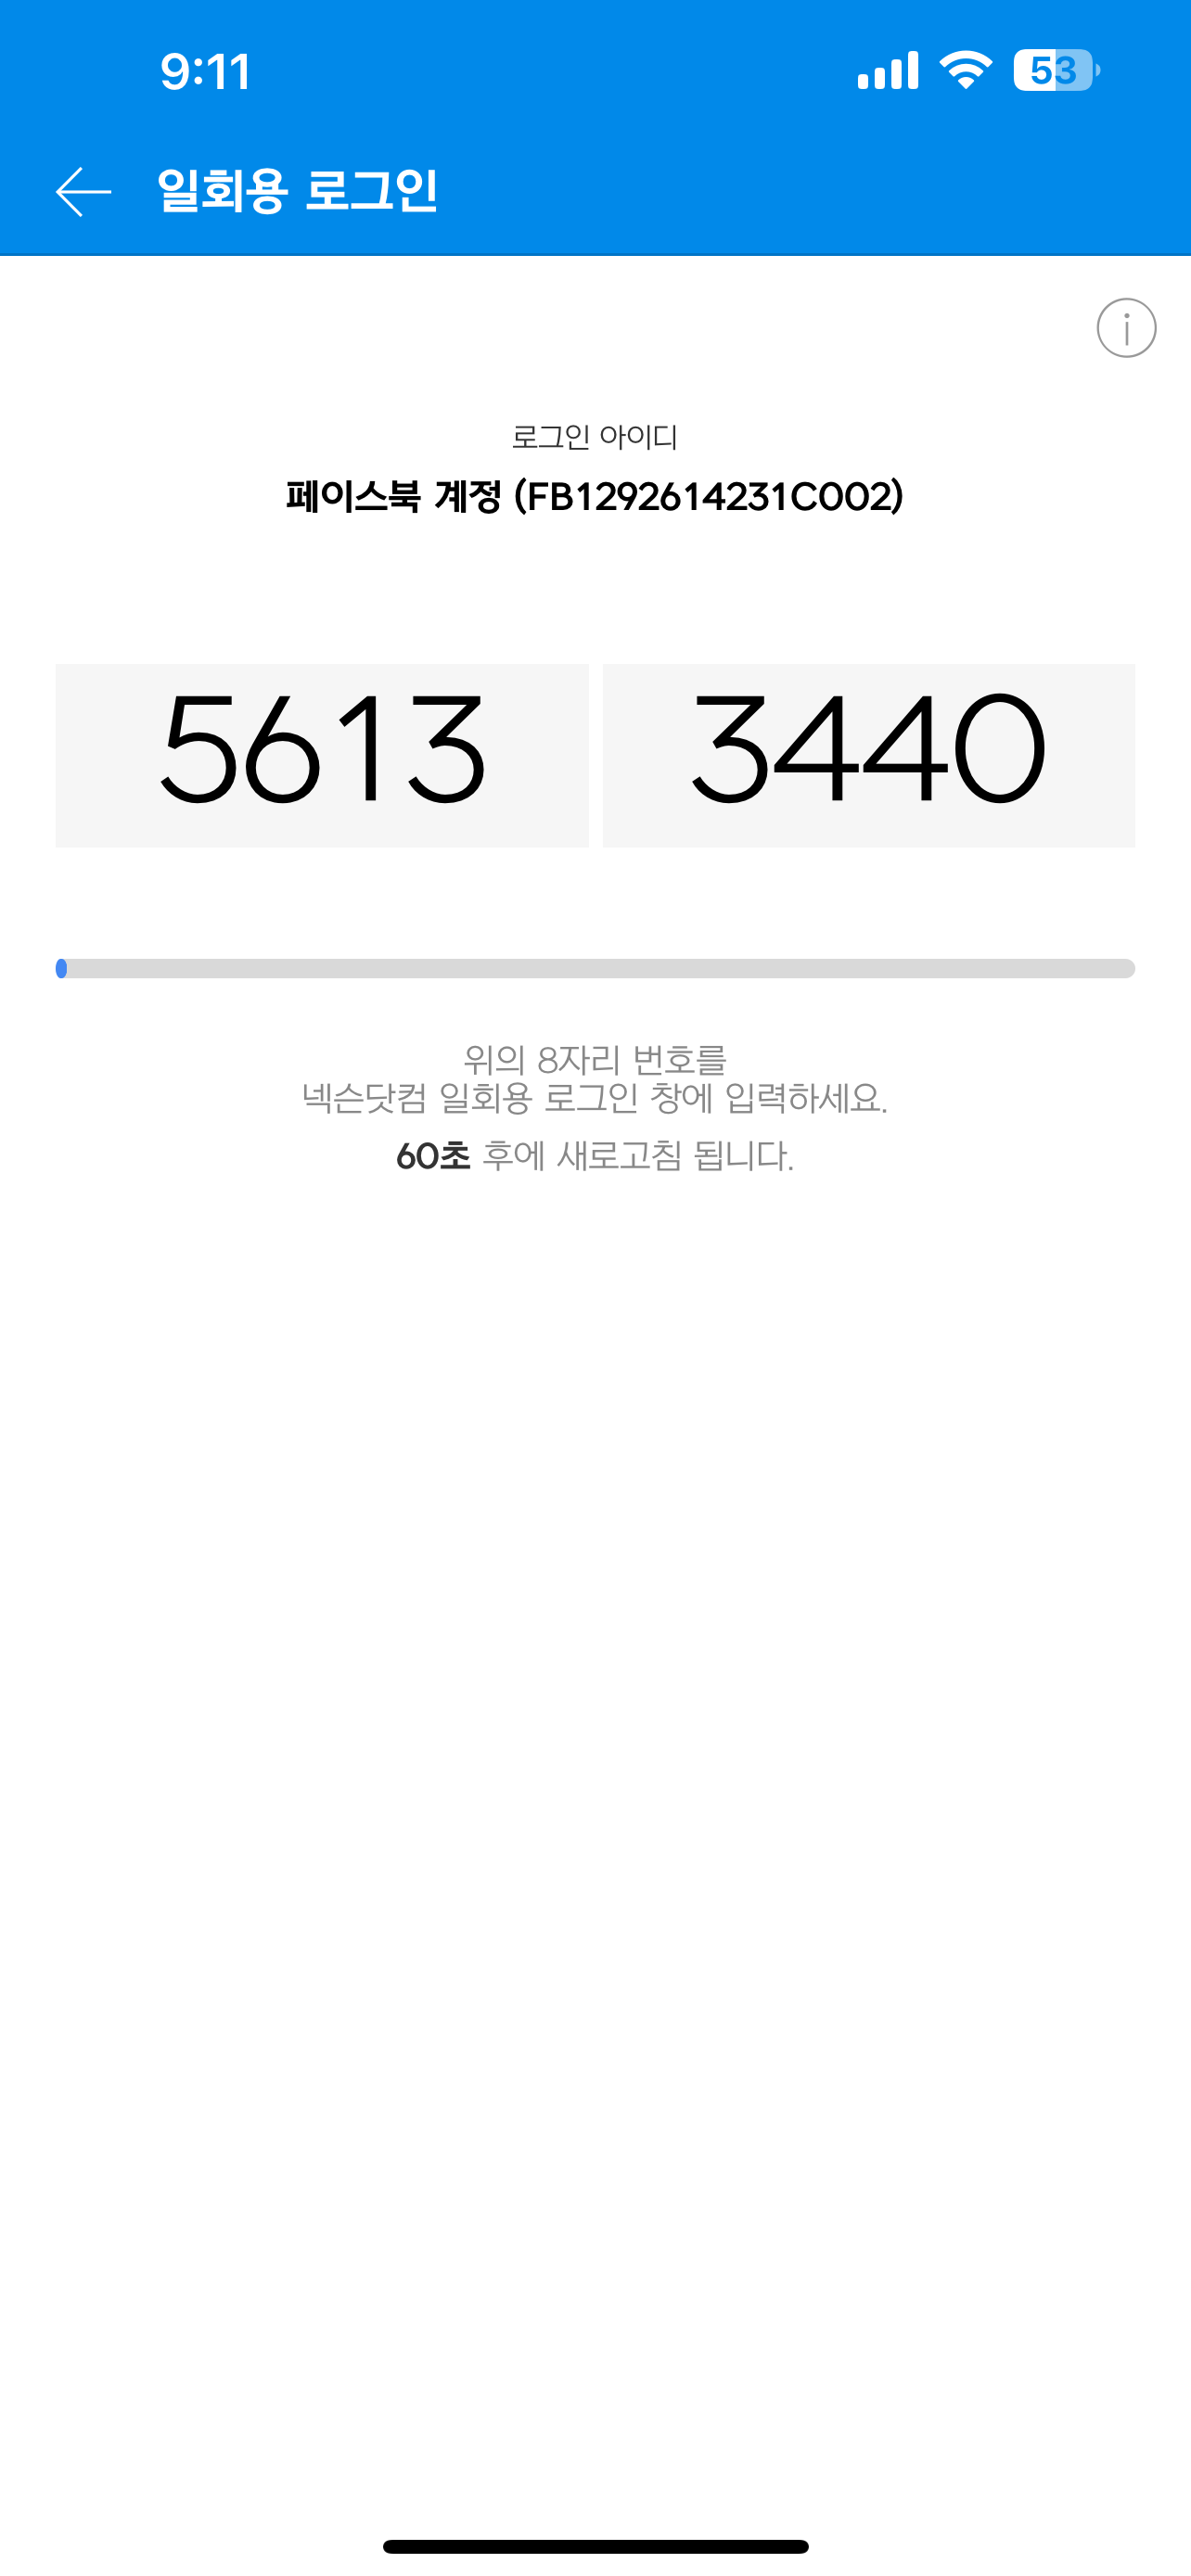 9:11
53
일회용 로그인
로그인 아이디
페이스북 계정 (FB12926142​31C002)
5613 3440
위의 8자리 번호를
넥슨닷컴 일회용 로그인 창에 입력하세요.
60초 후에 새로고침 됩니다.